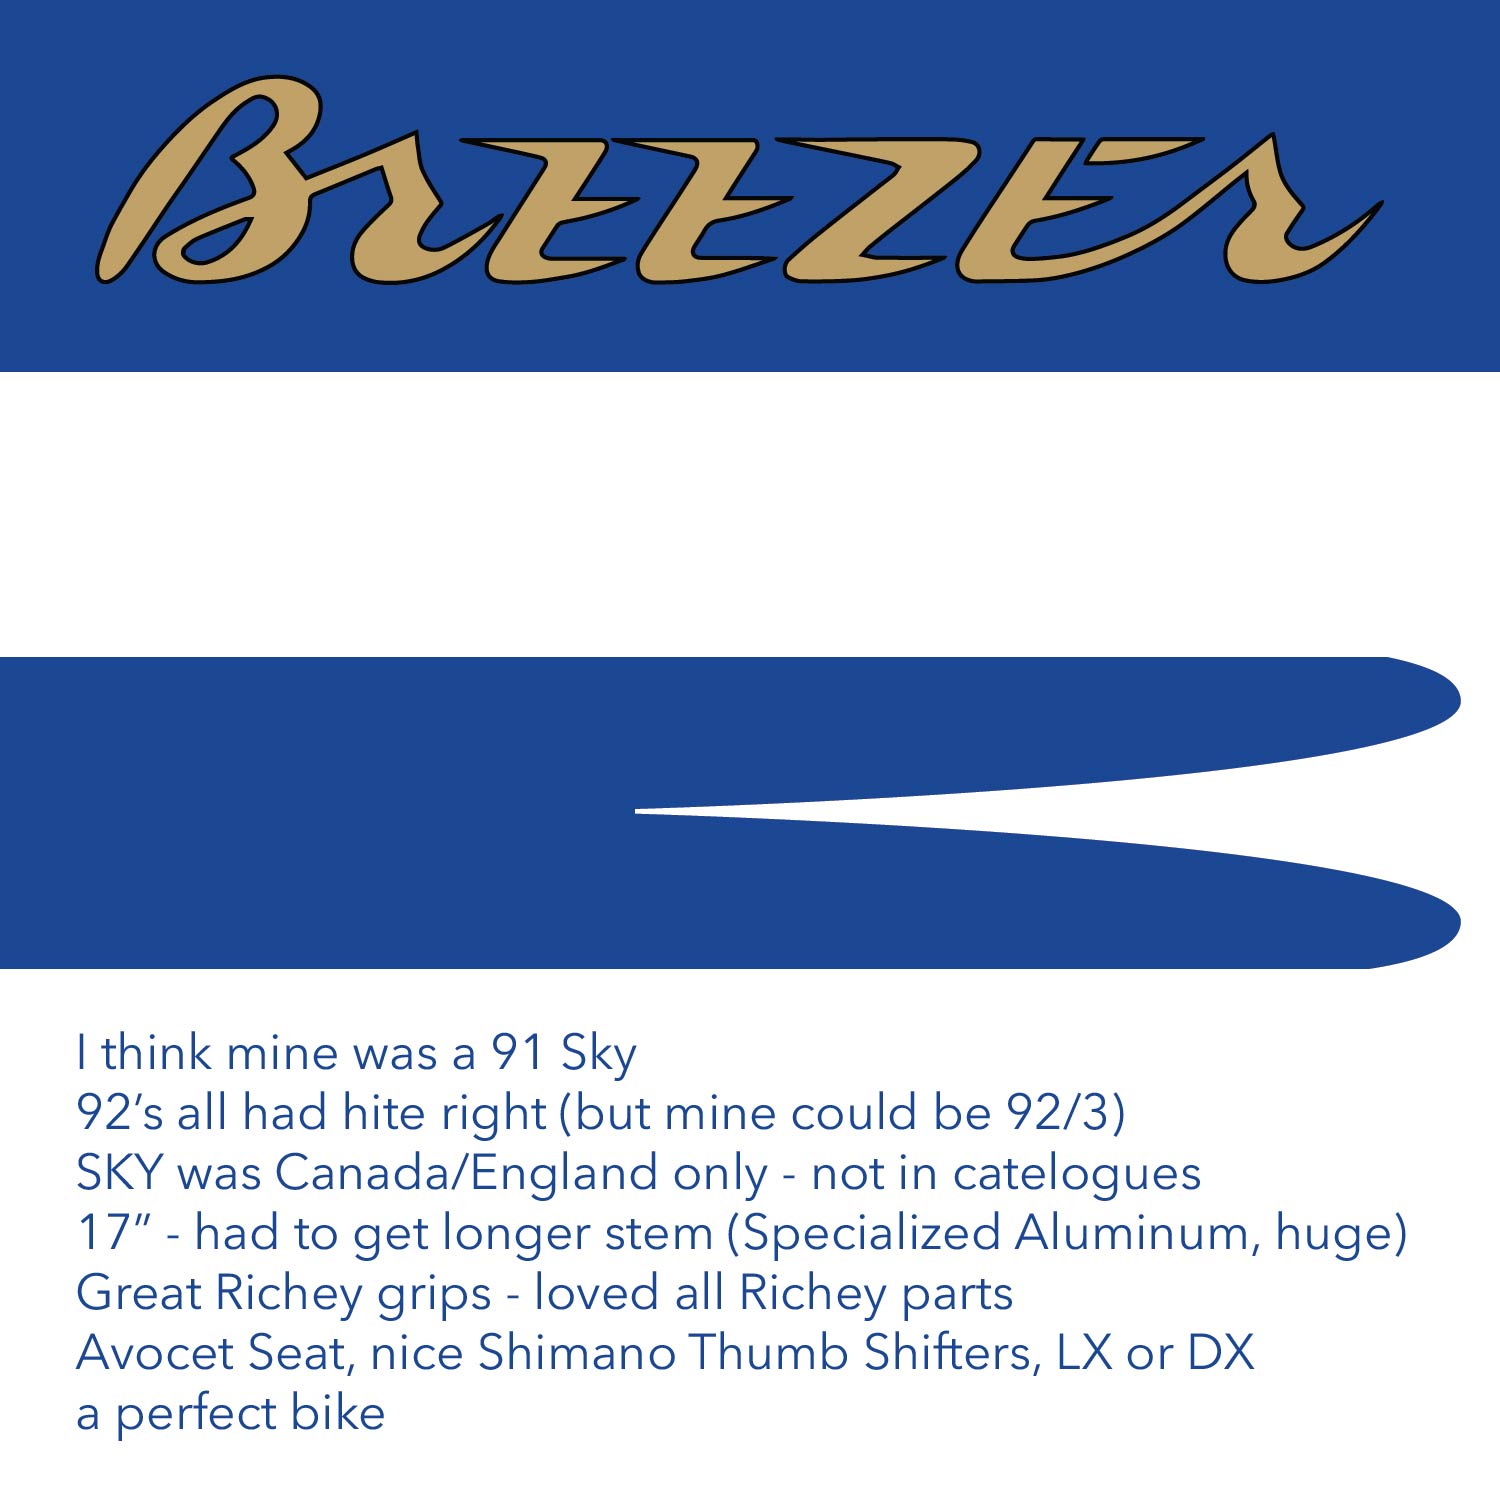 BREEZER
I think mine was a 91 Sky
92’s all had hite right (but mine could be 92/3)
SKY was Canada/England only - not in catelogues
17” - had to get longer stem (Specialized Aluminum, huge)
Great Richey grips - loved all Richey parts
Avocet Seat, nice Shimano Thumb Shifters, LX or DX
a perfect bike